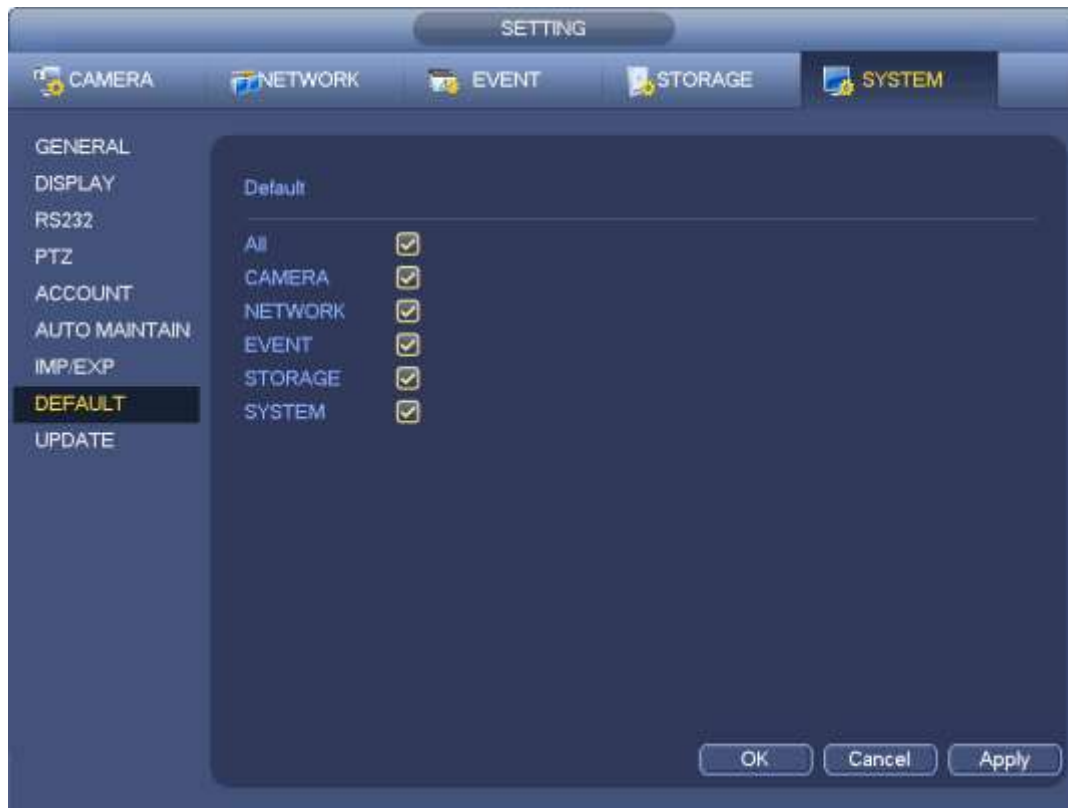 SETTING
CAMERA NETWORK EVENT STORAGE SYSTEM
GENERAL
DISPLAY
RS232
PTZ
ACCOUNT
AUTO MAINTAIN
IMP/EXP
DEFAULT
UPDATE
Default
All
CAMERA
NETWORK
EVENT
STORAGE
SYSTEM
OK Cancel Apply